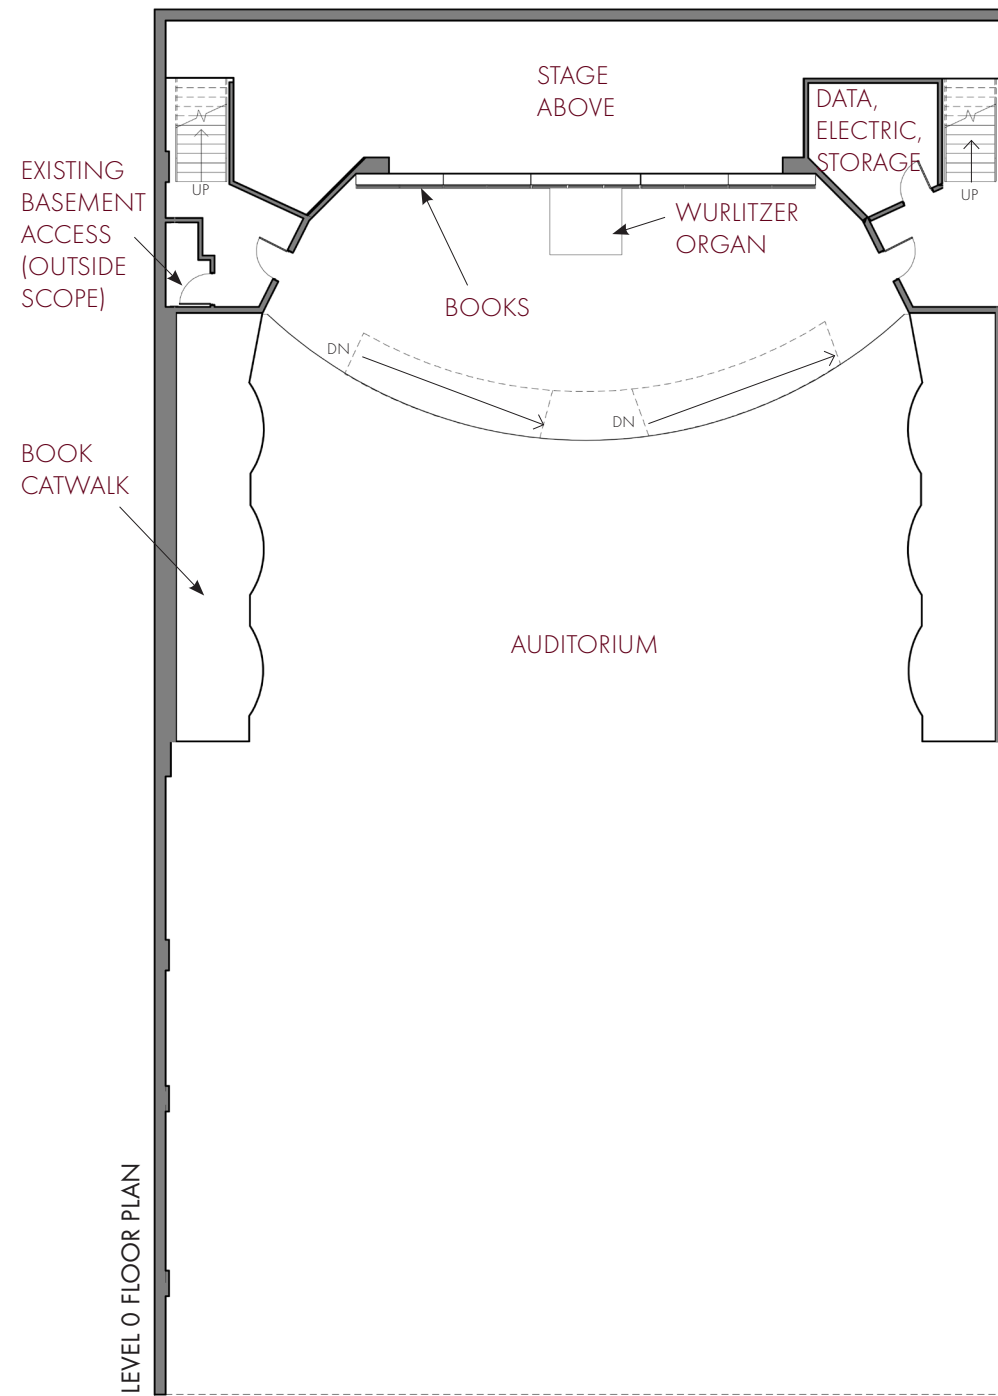 STAGE
ABOVE
DATA,
ELECTRIC,
STORAGE
EXISTING
BASEMENT
ACCESS
(OUTSIDE
SCOPE)
UP
UP
WURLITZER
ORGAN
BOOKS
DN
DN
BOOK
CATWALK
AUDITORIUM
LEVEL 0 FLOOR PLAN